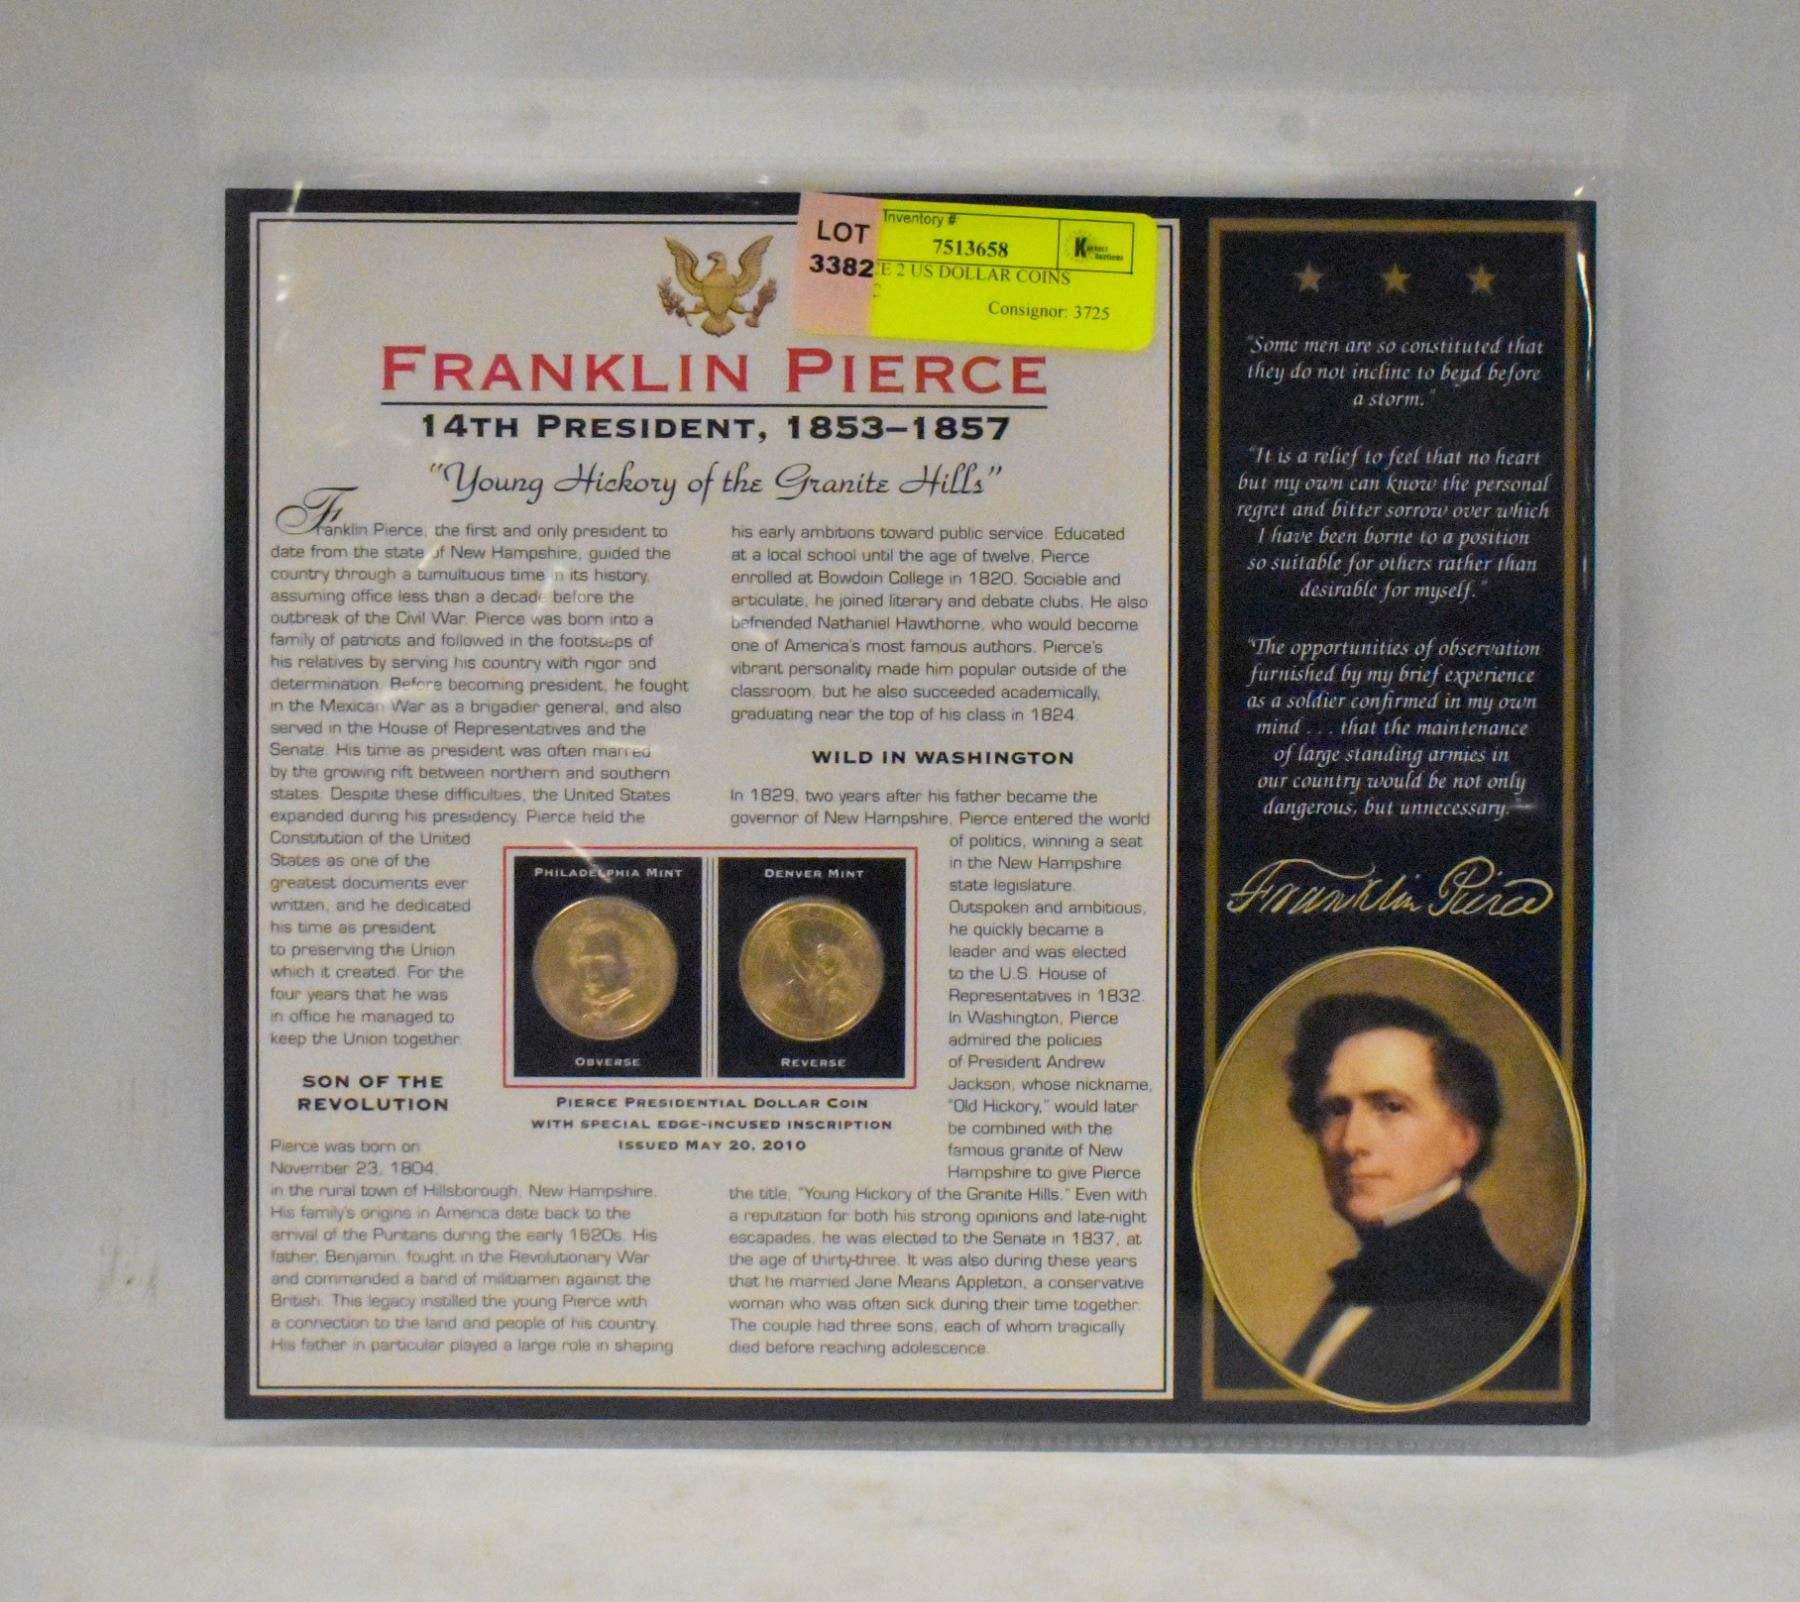 LOT
3382
Inventory #
7513658
E 2 US DOLLAR COINS
Consignor: 3725
FRANKLIN PIERCE
14TH PRESIDENT, 1853–1857
"Young Hickory of the Granite Hills"
Franklin Pierce, the first and only president to
date from the state of New Hampshire, guided the
country through a tumultuous time in its history,
assuming office less than a decade before the
outbreak of the Civil War. Pierce was born into a
family of patriots and followed in the footsteps of
his relatives by serving his country with rigor and
determination. Before becoming president, he fought
in the Mexican War as a brigadier general, and also
served in the House of Representatives and the
Senate. His time as president was often marred
by the growing rift between northern and southern
states. Despite these difficulties, the United States
expanded during his presidency. Pierce held the
Constitution of the United
States as one of the
greatest documents ever
written, and he dedicated
his time as president
to preserving the Union
which it created. For the
four years that he was
in office he managed to
keep the Union together.
SON OF THE
REVOLUTION
Pierce was born on
November 23, 1804,
in the rural town of Hillsborough, New Hampshire.
His family's origins in America date back to the
arrival of the Puritans during the early 1620s. His
father, Benjamin, fought in the Revolutionary War
and commanded a band of militiamen against the
British. This legacy instilled the young Pierce with
a connection to the land and people of his country.
His father in particular played a large role in shaping
his early ambitions toward public service. Educated
at a local school until the age of twelve, Pierce
enrolled at Bowdoin College in 1820. Sociable and
articulate, he joined literary and debate clubs. He also
befriended Nathaniel Hawthorne, who would become
one of America's most famous authors. Pierce's
vibrant personality made him popular outside of the
classroom, but he also succeeded academically,
graduating near the top of his class in 1824.
WILD IN WASHINGTON
In 1829, two years after his father became the
governor of New Hampshire, Pierce entered the world
of politics, winning a seat
in the New Hampshire
state legislature.
Outspoken and ambitious,
he quickly became a
leader and was elected
to the U.S. House of
Representatives in 1832.
In Washington, Pierce
admired the policies
of President Andrew
Jackson, whose nickname,
"Old Hickory," would later
be combined with the
famous granite of New
Hampshire to give Pierce
the title, "Young Hickory of the Granite Hills." Even with
a reputation for both his strong opinions and late-night
escapades, he was elected to the Senate in 1837, at
the age of thirty-three. It was also during these years
that he married Jane Means Appleton, a conservative
woman who was often sick during their time together.
The couple had three sons, each of whom tragically
died before reaching adolescence.
PHILADELPHIA MINT
OBVERSE
DENVER MINT
REVERSE
PIERCE PRESIDENTIAL DOLLAR COIN
WITH SPECIAL EDGE-INCUSED INSCRIPTION
ISSUED MAY 20, 2010
"Some men are so constituted that
they do not incline to bend before
a storm."
"It is a relief to feel that no heart
but my own can know the personal
regret and bitter sorrow over which
I have been borne to a position
so suitable for others rather than
desirable for myself."
"The opportunities of observation
furnished by my brief experience
as a soldier confirmed in my own
mind . . . that the maintenance
of large standing armies in
our country would be not only
dangerous, but unnecessary."
Franklin Pierce